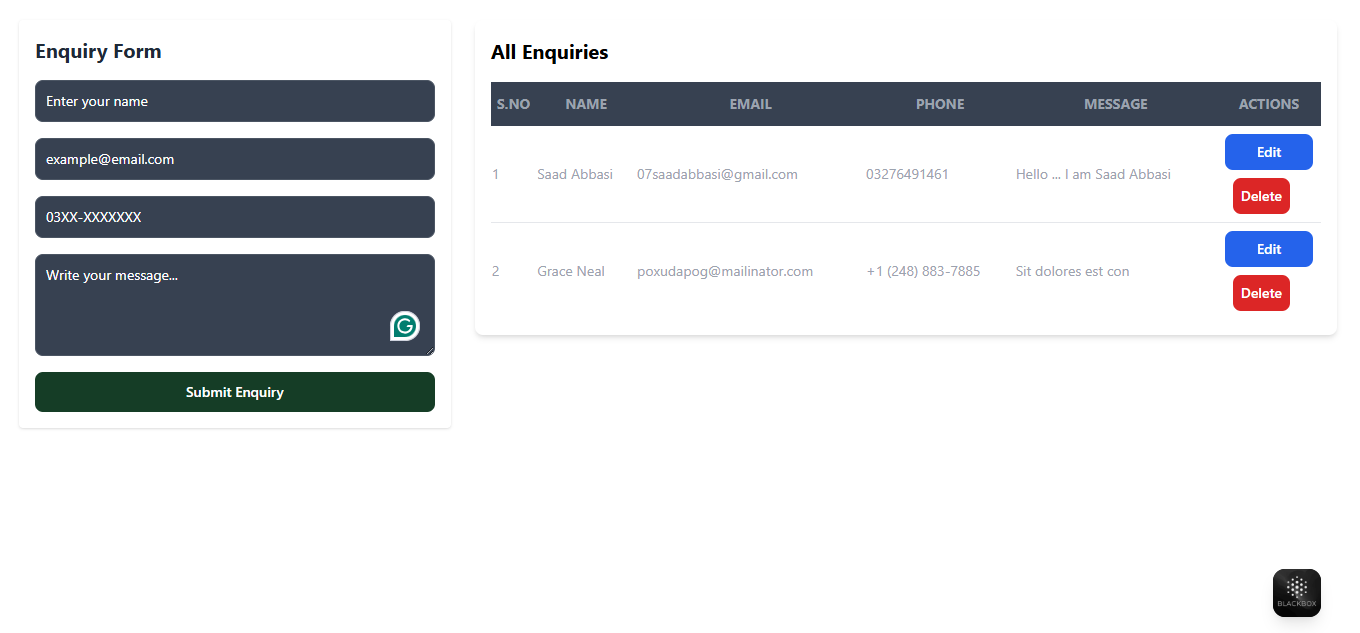 Enquiry Form
Enter your name
example@email.com
03XX-XXXXXXX
Write your message...
Submit Enquiry
All Enquiries
S.NO NAME EMAIL PHONE MESSAGE ACTIONS
1 Saad Abbasi 07saadabbasi@gmail.com 03276491461 Hello ... I am Saad Abbasi Edit
Delete
2 Grace Neal poxudapog@mailinator.com +1 (248) 883-7885 Sit dolores est con Edit
Delete
BLACKBOX